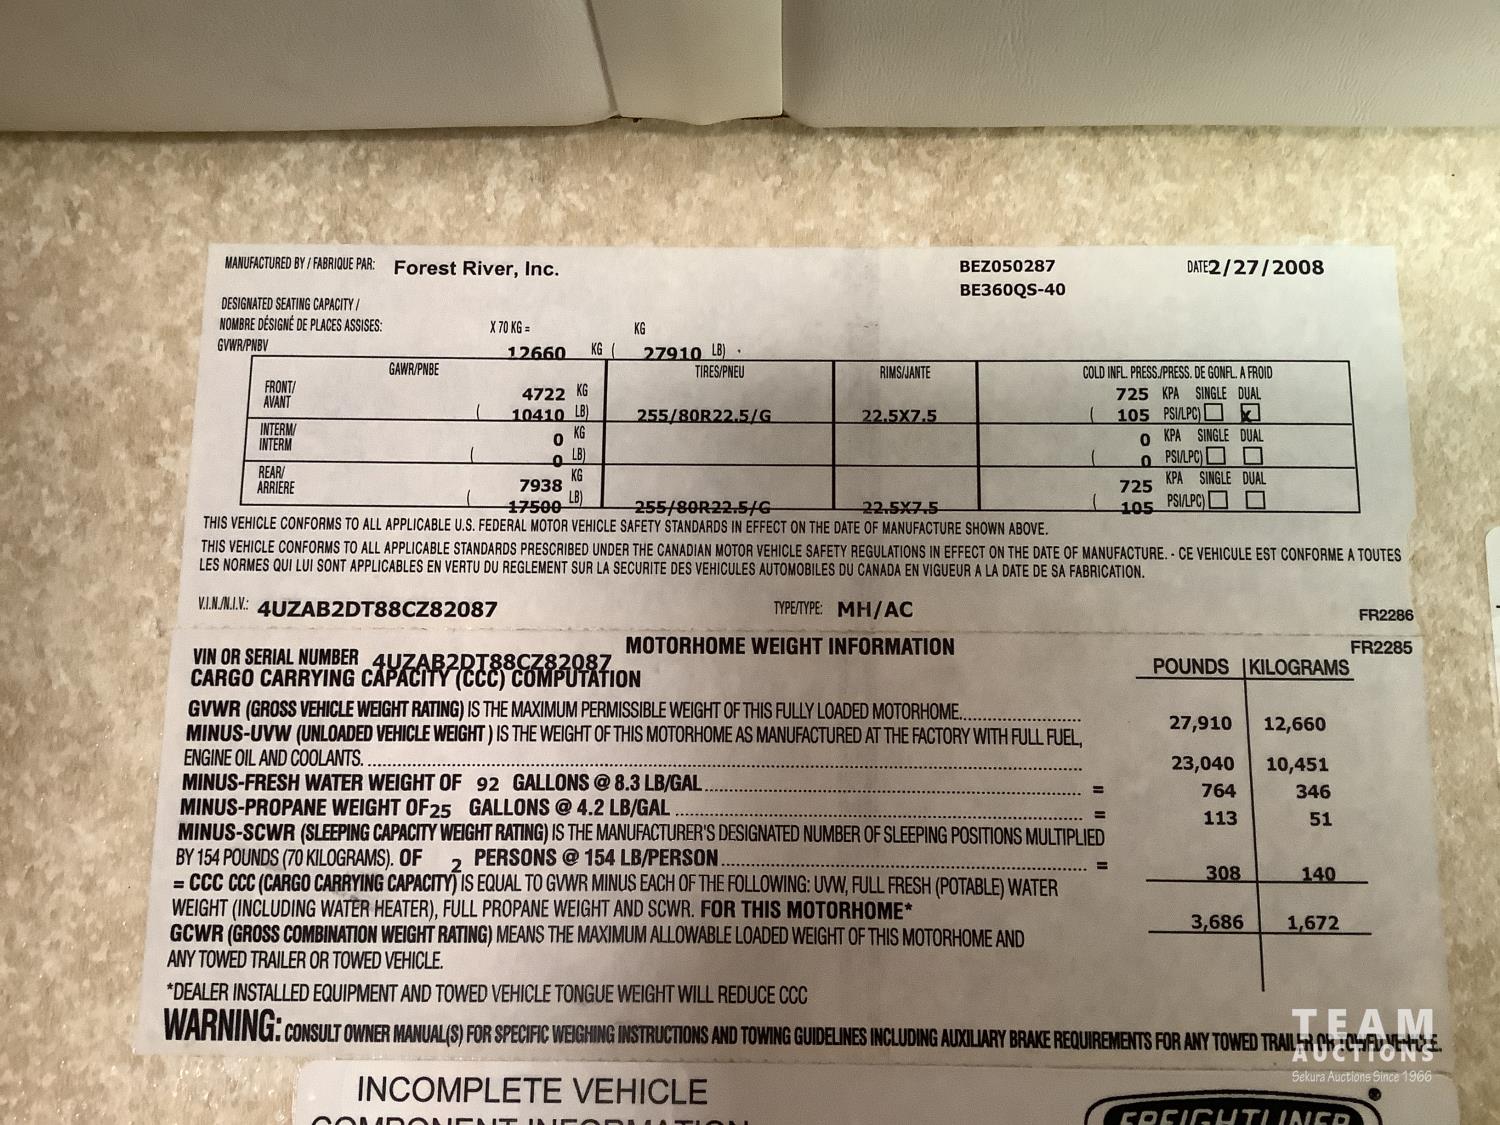 MANUFACTURED BY / FABRIQUE PAR: Forest River, Inc. BEZ050287 DATE 2/27/2008
BE360QS-40
DESIGNATED SEATING CAPACITY /
NOMBRE DÉSIGNÉ DE PLACES ASSISES: X 70 KG = KG
GVWR/PNBV 12660 KG ( 27910 LB) .
GAWR/PNBE TIRES/PNEU RIMS/JANTE COLD INFL. PRESS./PRESS. DE GONFL. A FROID
FRONT/ 4722 KG 725 KPA SINGLE DUAL
AVANT ( 10410 LB) 255/80R22.5/G 22.5X7.5 ( 105 PSI/LPC) X
INTERM/ 0 KG 0 KPA SINGLE DUAL
INTERM ( 0 LB) ( 0 PSI/LPC)
REAR/ 7938 KG 725 KPA SINGLE DUAL
ARRIERE ( 17500 LB) 255/80R22.5/G 22.5X7.5 ( 105 PSI/LPC)
THIS VEHICLE CONFORMS TO ALL APPLICABLE U.S. FEDERAL MOTOR VEHICLE SAFETY STANDARDS IN EFFECT ON THE DATE OF MANUFACTURE SHOWN ABOVE.
THIS VEHICLE CONFORMS TO ALL APPLICABLE STANDARDS PRESCRIBED UNDER THE CANADIAN MOTOR VEHICLE SAFETY REGULATIONS IN EFFECT ON THE DATE OF MANUFACTURE. - CE VEHICULE EST CONFORME A TOUTES
LES NORMES QUI LUI SONT APPLICABLES EN VERTU DU REGLEMENT SUR LA SECURITE DES VEHICULES AUTOMOBILES DU CANADA EN VIGUEUR A LA DATE DE SA FABRICATION.
V.I.N./N.I.V.: 4UZAB2DT88CZ82087 TYPE/TYPE: MH/AC FR2286
MOTORHOME WEIGHT INFORMATION FR2285
VIN OR SERIAL NUMBER 4UZAB2DT88CZ82087 POUNDS KILOGRAMS
CARGO CARRYING CAPACITY (CCC) COMPUTATION
GVWR (GROSS VEHICLE WEIGHT RATING) IS THE MAXIMUM PERMISSIBLE WEIGHT OF THIS FULLY LOADED MOTORHOME. 27,910 12,660
MINUS-UVW (UNLOADED VEHICLE WEIGHT ) IS THE WEIGHT OF THIS MOTORHOME AS MANUFACTURED AT THE FACTORY WITH FULL FUEL,
ENGINE OIL AND COOLANTS. 23,040 10,451
MINUS-FRESH WATER WEIGHT OF 92 GALLONS @ 8.3 LB/GAL = 764 346
MINUS-PROPANE WEIGHT OF 25 GALLONS @ 4.2 LB/GAL = 113 51
MINUS-SCWR (SLEEPING CAPACITY WEIGHT RATING) IS THE MANUFACTURER'S DESIGNATED NUMBER OF SLEEPING POSITIONS MULTIPLIED
BY 154 POUNDS (70 KILOGRAMS). OF 2 PERSONS @ 154 LB/PERSON = 308 140
= CCC CCC (CARGO CARRYING CAPACITY) IS EQUAL TO GVWR MINUS EACH OF THE FOLLOWING: UVW, FULL FRESH (POTABLE) WATER
WEIGHT (INCLUDING WATER HEATER), FULL PROPANE WEIGHT AND SCWR. FOR THIS MOTORHOME* 3,686 1,672
GCWR (GROSS COMBINATION WEIGHT RATING) MEANS THE MAXIMUM ALLOWABLE LOADED WEIGHT OF THIS MOTORHOME AND
ANY TOWED TRAILER OR TOWED VEHICLE.
*DEALER INSTALLED EQUIPMENT AND TOWED VEHICLE TONGUE WEIGHT WILL REDUCE CCC
WARNING: CONSULT OWNER MANUAL(S) FOR SPECIFIC WEIGHING INSTRUCTIONS AND TOWING GUIDELINES INCLUDING AUXILIARY BRAKE REQUIREMENTS FOR ANY TOWED TRAILER OR TOWED VEHICLE.
TEAM
AUCTIONS
Sekura Auctions Since 1966
INCOMPLETE VEHICLE
COMPONENT INFORMATION
FREIGHTLINER ®